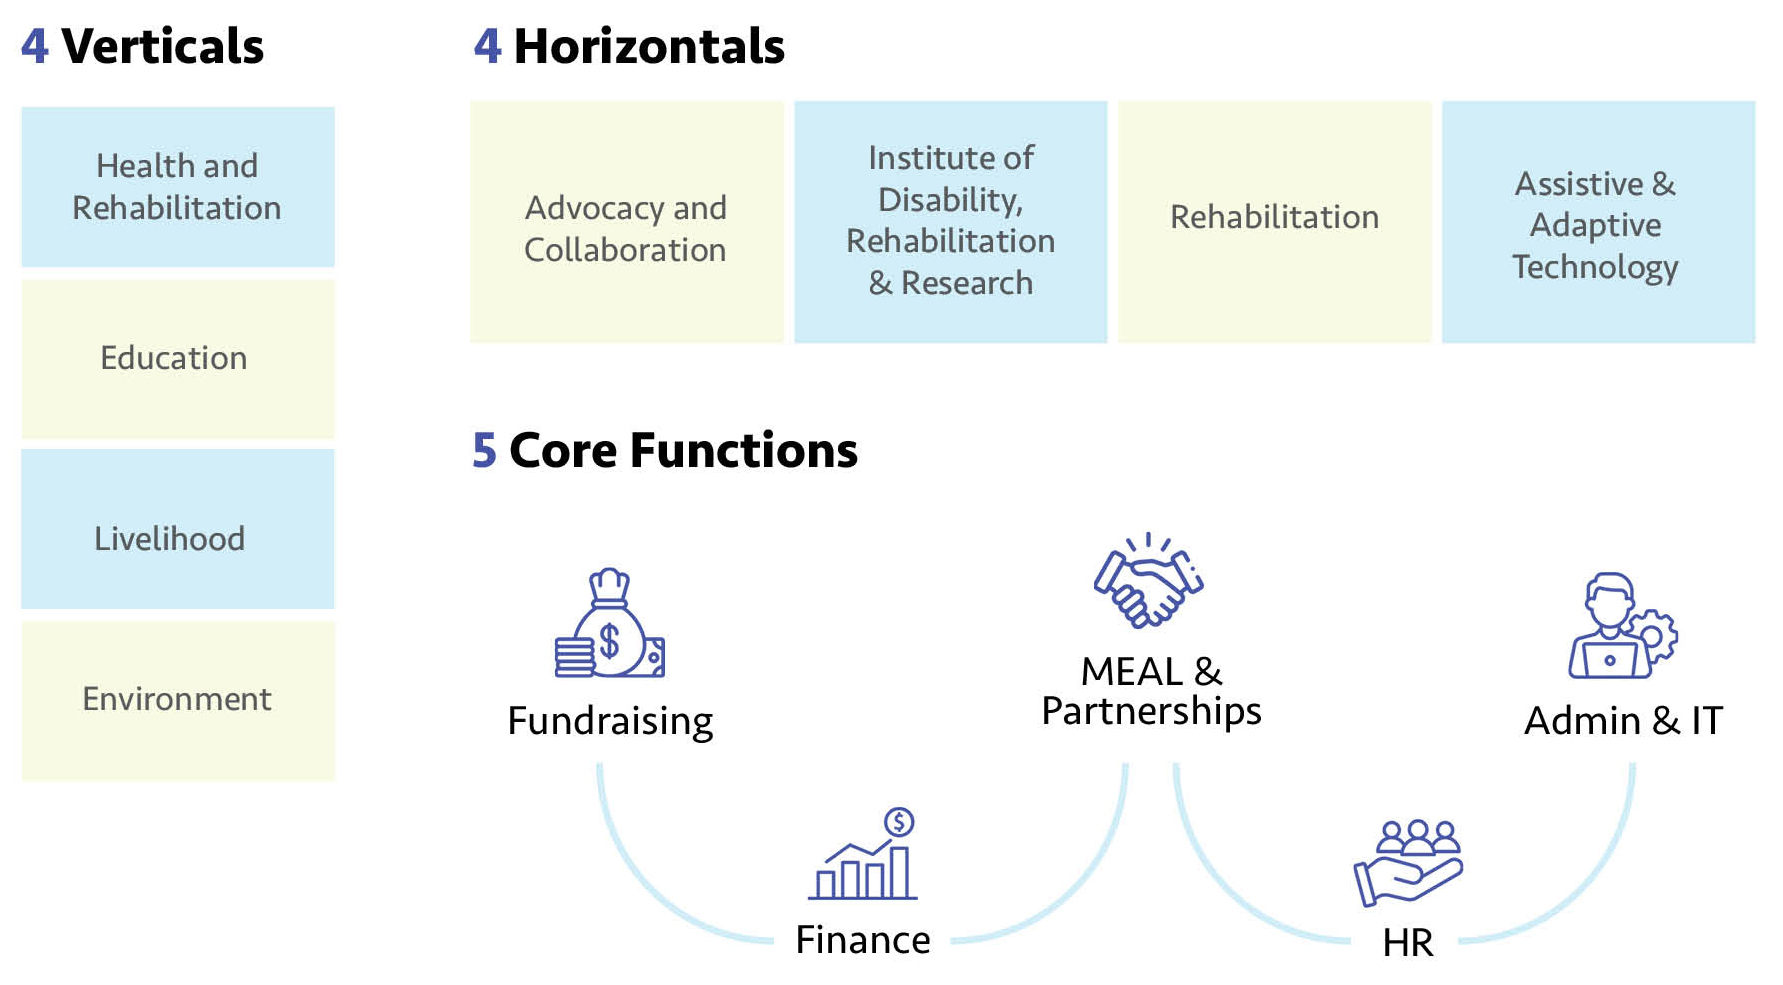 4 Verticals
Health and
Rehabilitation
Education
Livelihood
Environment
4 Horizontals
Advocacy and
Collaboration
Institute of
Disability,
Rehabilitation
& Research
Rehabilitation
Assistive &
Adaptive
Technology
5 Core Functions
$
Fundraising
$
Finance
MEAL &
Partnerships
HR
Admin & IT